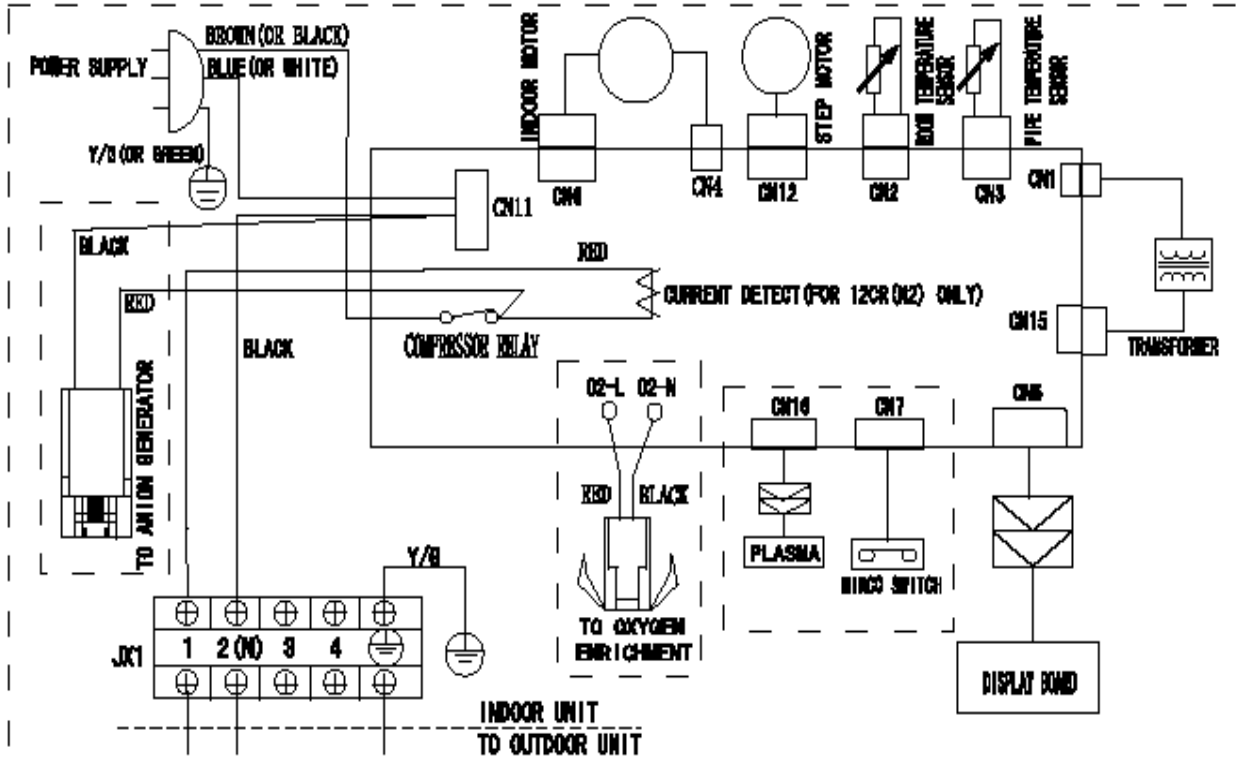 BROWN(OR BLACK)
POWER SUPPLY
BLUE(OR WHITE)
Y/G(OR GREEN)
INDOOR MOTOR
STEP MOTOR
ROOM TEMPERATURE
SENSOR
PIPE TEMPERATURE
SENSOR
CN4
CN12
CN2
CN3
CN1
CN11
BLACK
RED
RED
CURRENT DETECT(FOR 12CR(N2) ONLY)
COMPRESSOR RELAY
BLACK
CN15
TRANSFORMER
O2-L O2-N
CN16
CN7
RED
BLACK
TO ANION GENERATOR
PLASMA
MIRCO SWITCH
Y/G
TO OXYGEN
ENRICHMENT
JX1
1 2(N) 3 4
DISPLAY BOARD
INDOOR UNIT
TO OUTDOOR UNIT